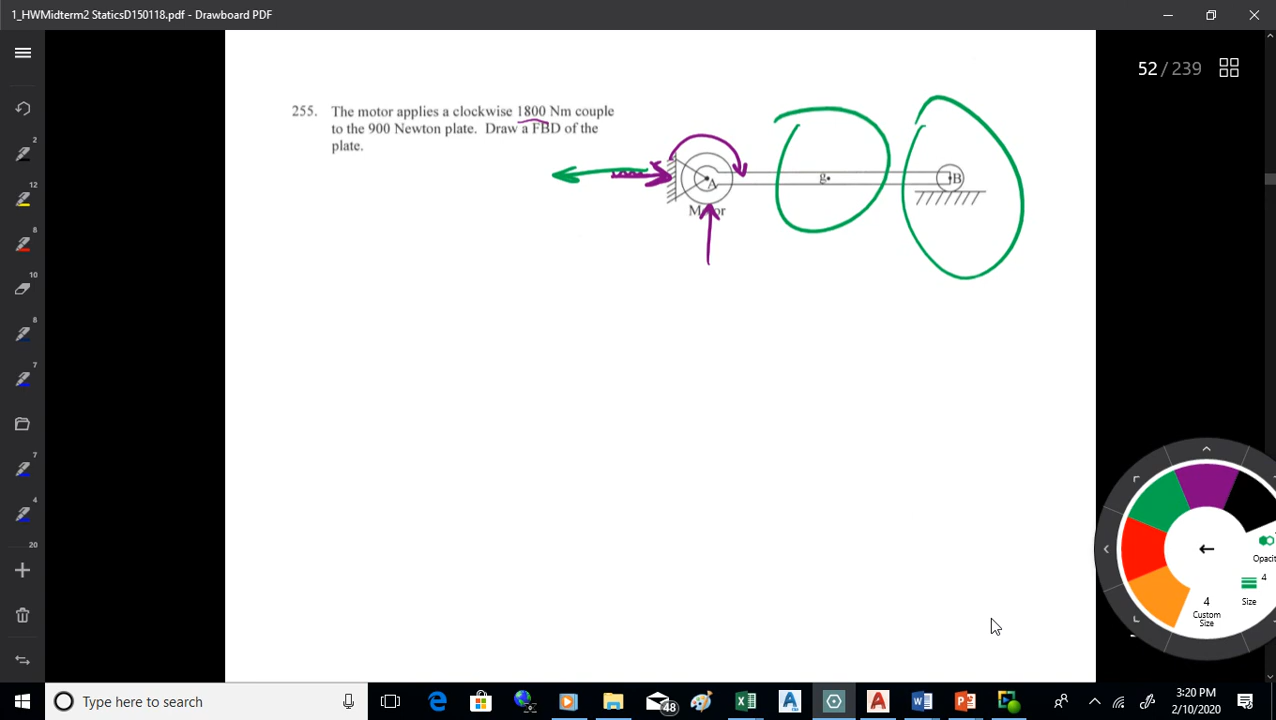 1_HWMidterm2 StaticsD150118.pdf - Drawboard PDF
52 / 239
255. The motor applies a clockwise 1800 Nm couple
to the 900 Newton plate. Draw a FBD of the
plate.
A
g
B
Motor
2
12
8
10
8
7
7
4
20
Opacit
4
Size
4
Custom
Size
Type here to search
48
3:20 PM
2/10/2020